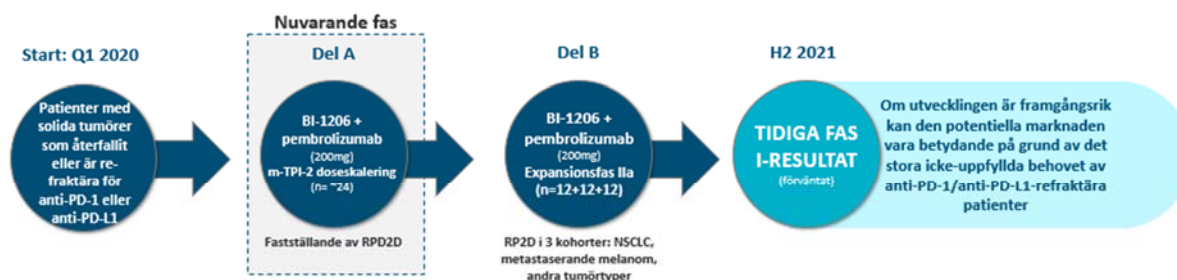 Nuvarande fas
Start: Q1 2020
Patienter med
solida tumörer
som återfallit
eller är re-
fraktära för
anti-PD-1 eller
anti-PD-L1
Del A
BI-1206 +
pembrolizumab
(200mg)
m-TPI-2 doseskalering
(n= ~24)
Fastställande av RPD2D
Del B
BI-1206 +
pembrolizumab
(200mg)
Expansionsfas IIa
(n=12+12+12)
RP2D i 3 kohorter: NSCLC,
metastaserande melanom,
andra tumörtyper
H2 2021
TIDIGA FAS
I-RESULTAT
(förväntat)
Om utvecklingen är framgångsrik
kan den potentiella marknaden
vara betydande på grund av det
stora icke-uppfyllda behovet av
anti-PD-1/anti-PD-L1-refraktära
patienter